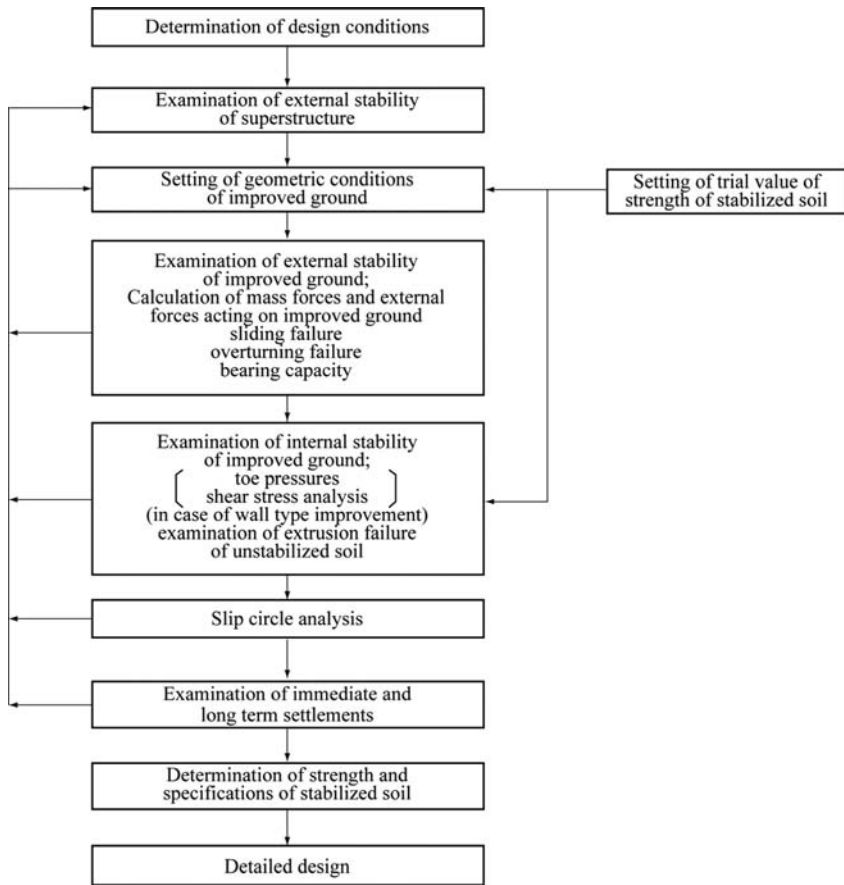 Determination of design conditions
Examination of external stability
of superstructure
Setting of geometric conditions
of improved ground
Setting of trial value of
strength of stabilized soil
Examination of external stability
of improved ground;
Calculation of mass forces and external
forces acting on improved ground
sliding failure
overturning failure
bearing capacity
Examination of internal stability
of improved ground;
toe pressures
shear stress analysis
(in case of wall type improvement)
examination of extrusion failure
of unstabilized soil
Slip circle analysis
Examination of immediate and
long term settlements
Determination of strength and
specifications of stabilized soil
Detailed design